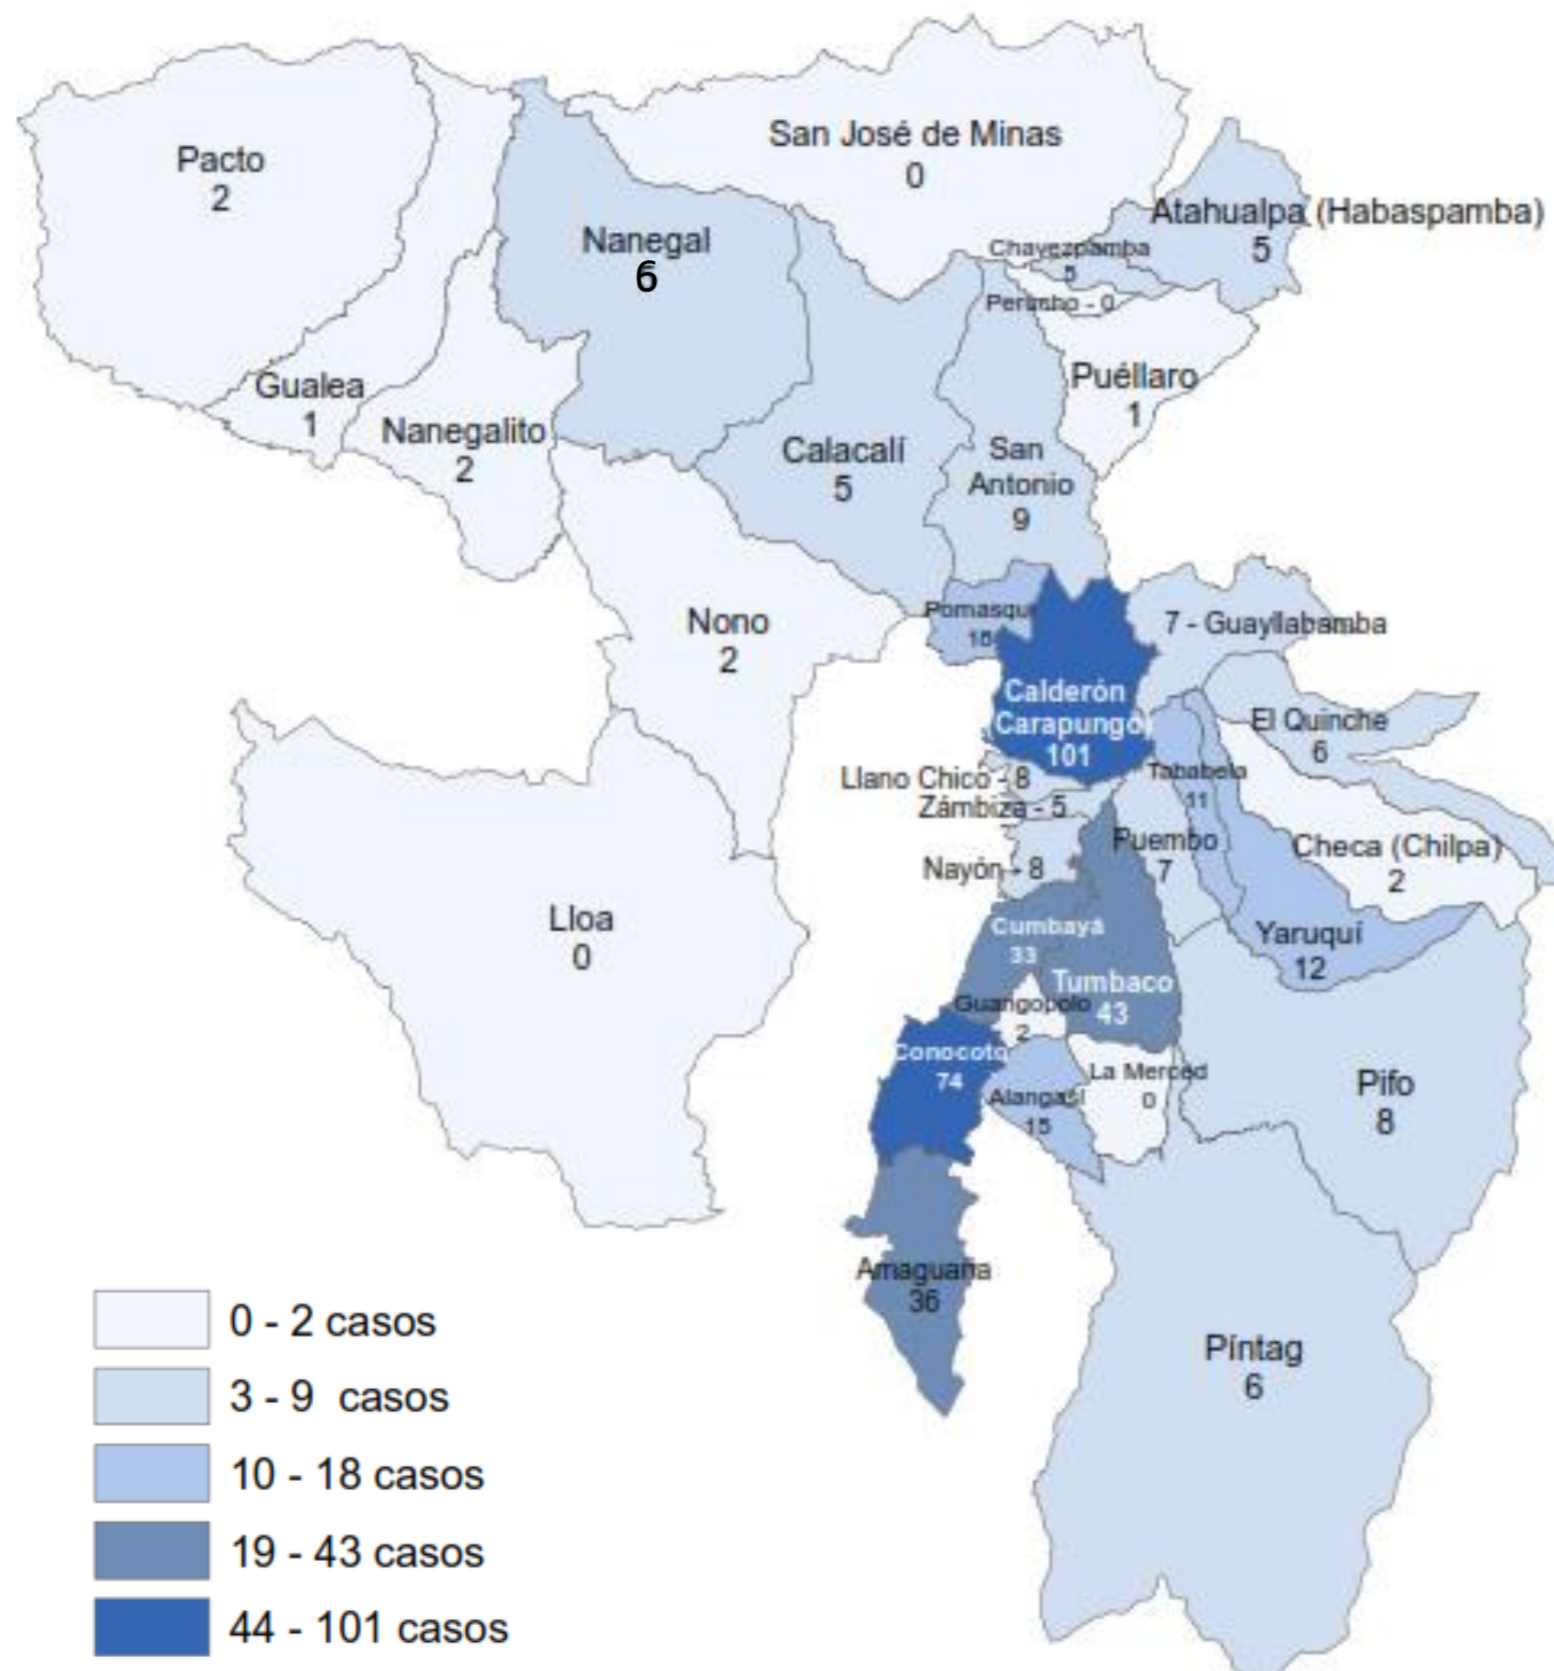 San José de Minas
0
Pacto
2
Atahualpa (Habaspamba)
5
Nanegal
6
Chavezpamba
5
Perucho - 0
Puéllaro
1
Gualea
1
Nanegalito
2
Calacalí
5
San
Antonio
9
Pomasqui
18
Nono
2
7 - Guayllabamba
Calderón
(Carapungo)
101
El Quinche
6
Llano Chico - 8
Tababela
11
Zámbiza - 5
Puembo
7
Checa (Chilpa)
2
Nayón - 8
Lloa
0
Cumbayá
33
Yaruquí
12
Tumbaco
43
Guangopolo
2
Conocoto
74
La Merced
0
Alangasí
15
Pifo
8
Amaguaña
36
Píntag
6
0 - 2 casos
3 - 9 casos
10 - 18 casos
19 - 43 casos
44 - 101 casos